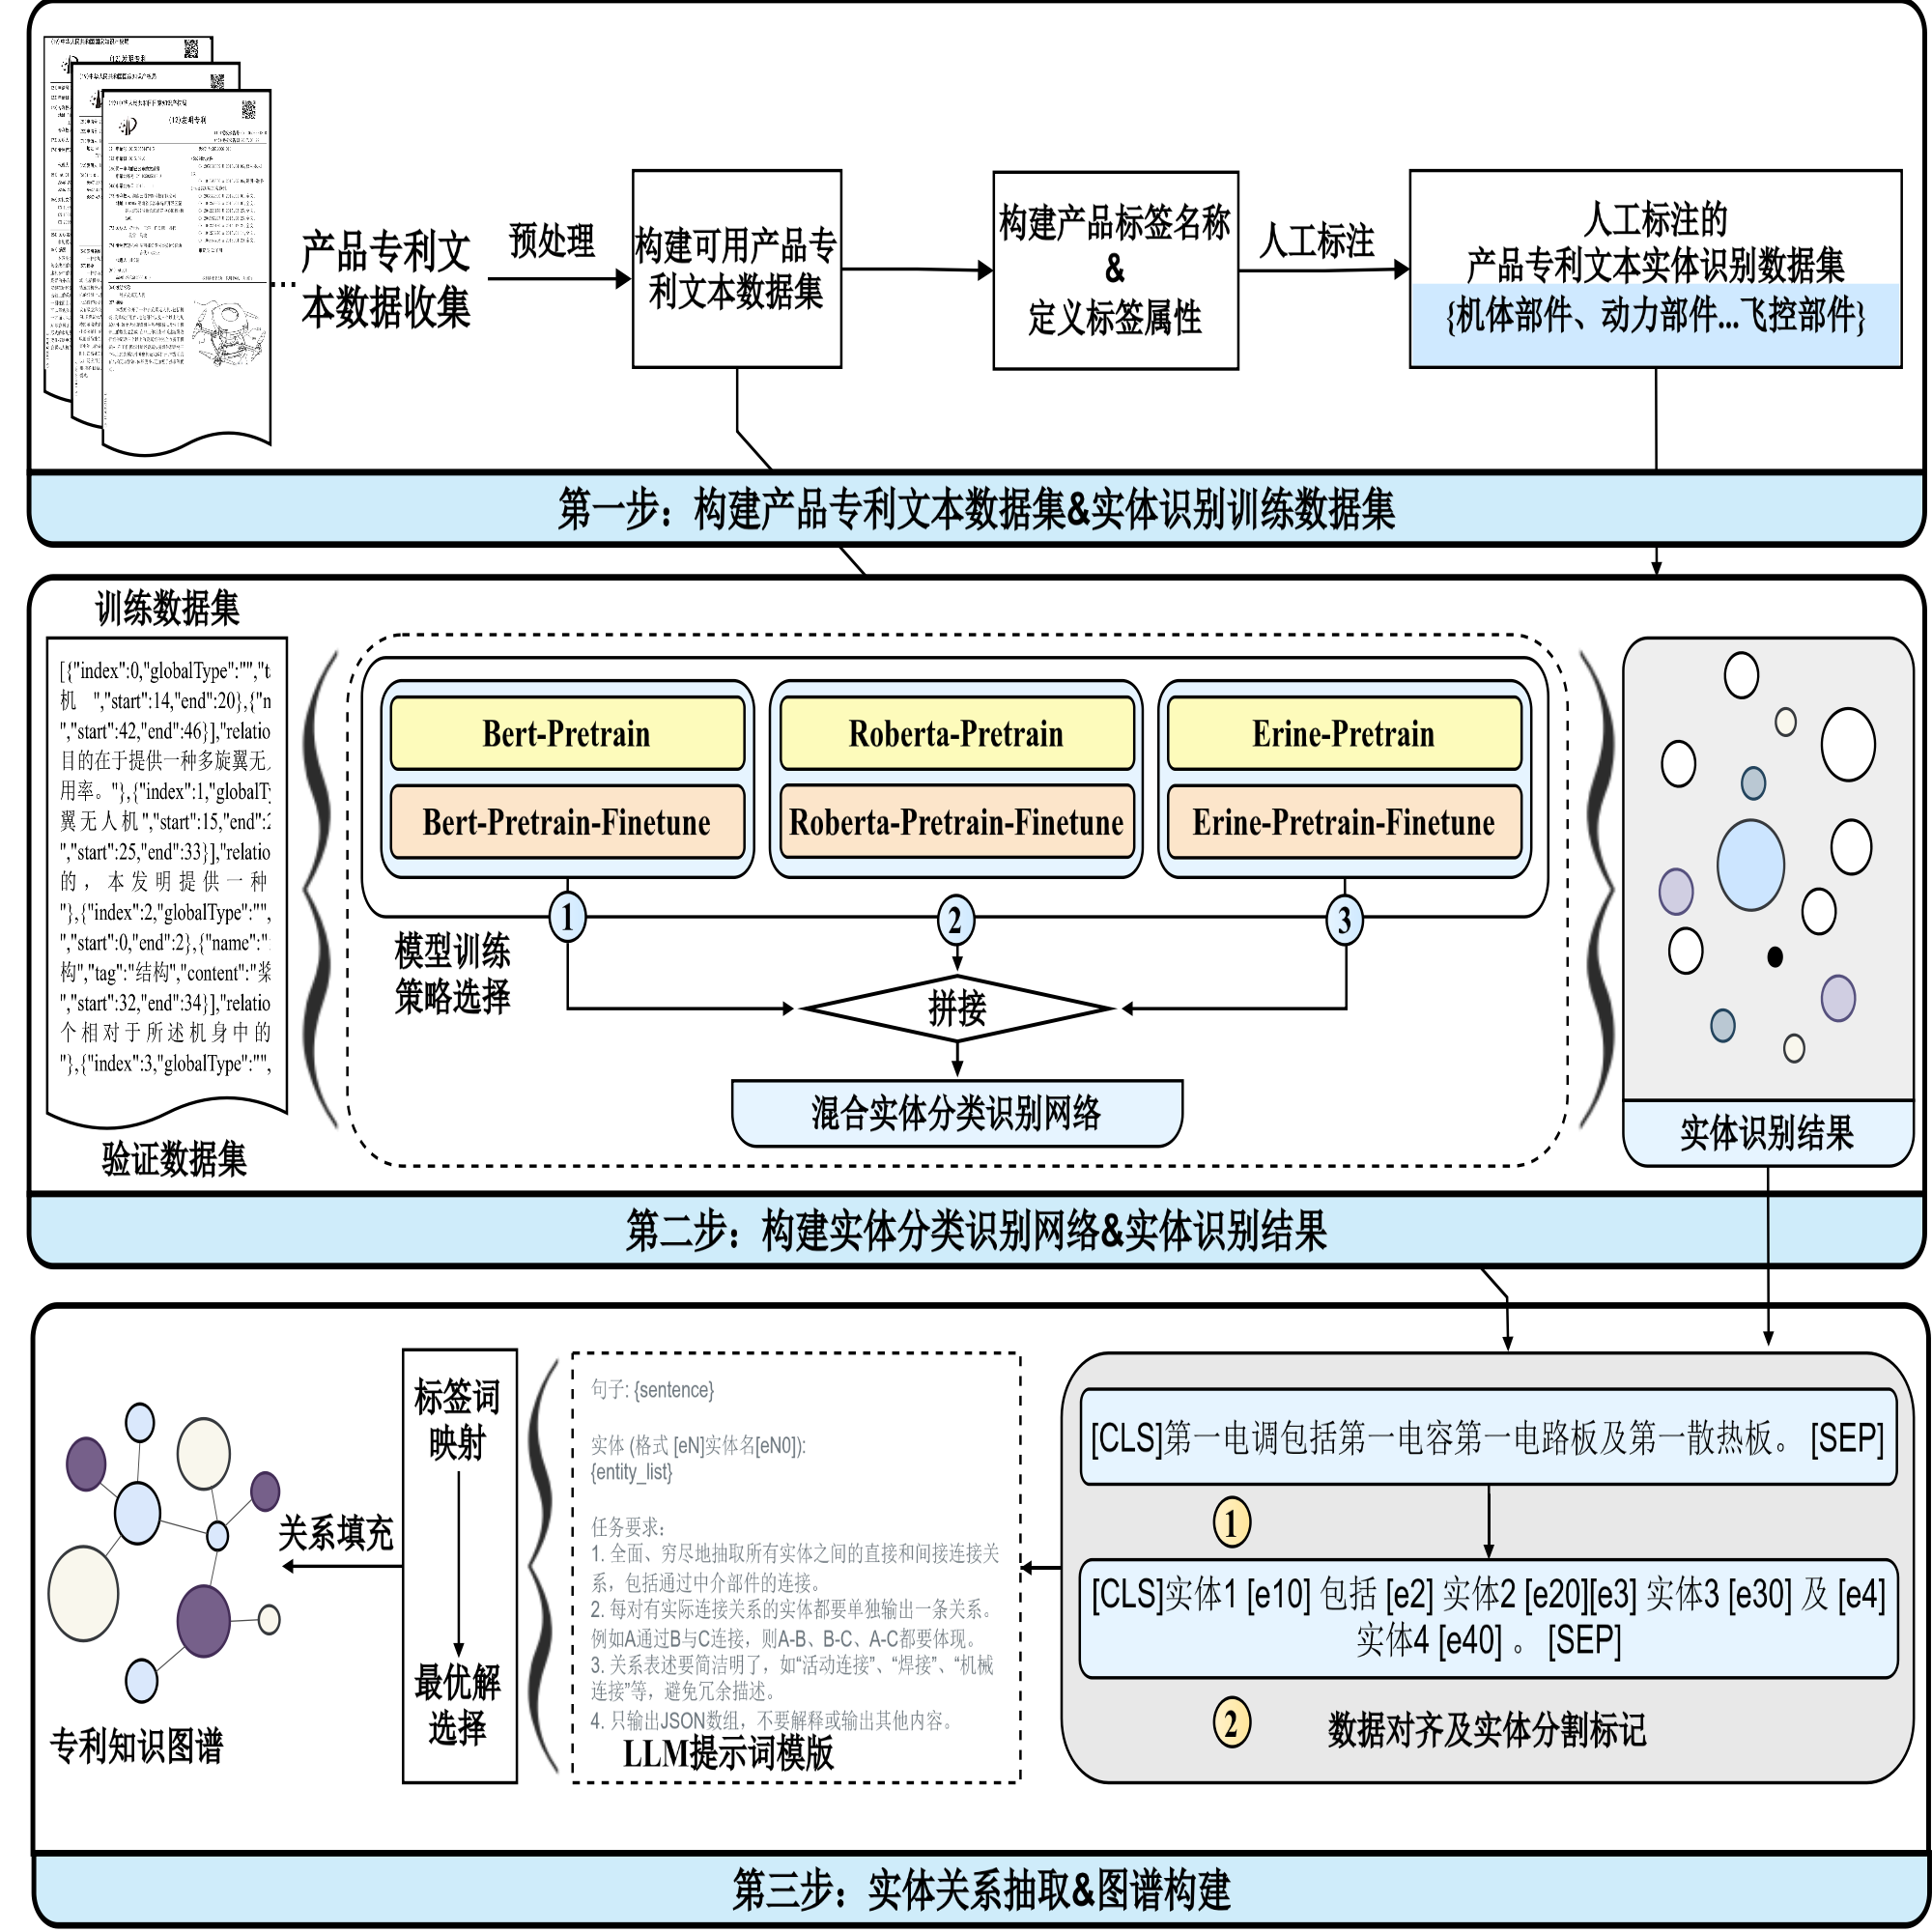 (12)发明专利
产品专利文
本数据收集
预处理
构建可用产品专
利文本数据集
构建产品标签名称
&
定义标签属性
人工标注
人工标注的
产品专利文本实体识别数据集
{机体部件、动力部件...飞控部件}
第一步：构建产品专利文本数据集&实体识别训练数据集
训练数据集
[{"index":0,"globalType":"","t
机 ","start":14,"end":20},{"n
","start":42,"end":46}],"relatio
目的在于提供一种多旋翼无
用率。"},{"index":1,"globalT
翼无人机","start":15,"end":2
","start":25,"end":33}],"relatio
的，本发明提供一种
"},{"index":2,"globalType":"",
","start":0,"end":2},{"name":"
构","tag":"结构","content":"桨
","start":32,"end":34}],"relatio
个相对于所述机身中的
"},{"index":3,"globalType":"",
验证数据集
Bert-Pretrain
Bert-Pretrain-Finetune
Roberta-Pretrain
Roberta-Pretrain-Finetune
Erine-Pretrain
Erine-Pretrain-Finetune
1
2
3
模型训练
策略选择
拼接
混合实体分类识别网络
实体识别结果
第二步：构建实体分类识别网络&实体识别结果
[CLS]第一电调包括第一电容第一电路板及第一散热板。 [SEP]
1
[CLS]实体1 [e10] 包括 [e2] 实体2 [e20][e3] 实体3 [e30] 及 [e4]
实体4 [e40] 。 [SEP]
2
数据对齐及实体分割标记
句子: {sentence}
实体 (格式 [eN]实体名[eN0]):
{entity_list}
任务要求：
1. 全面、穷尽地抽取所有实体之间的直接和间接连接关
系，包括通过中介部件的连接。
2. 每对有实际连接关系的实体都要单独输出一条关系。
例如A通过B与C连接，则A-B、B-C、A-C都要体现。
3. 关系表述要简洁明了，如“活动连接”、“焊接”、“机械
连接”等，避免冗余描述。
4. 只输出JSON数组，不要解释或输出其他内容。
LLM提示词模版
标签词
映射
最优解
选择
关系填充
专利知识图谱
第三步：实体关系抽取&图谱构建